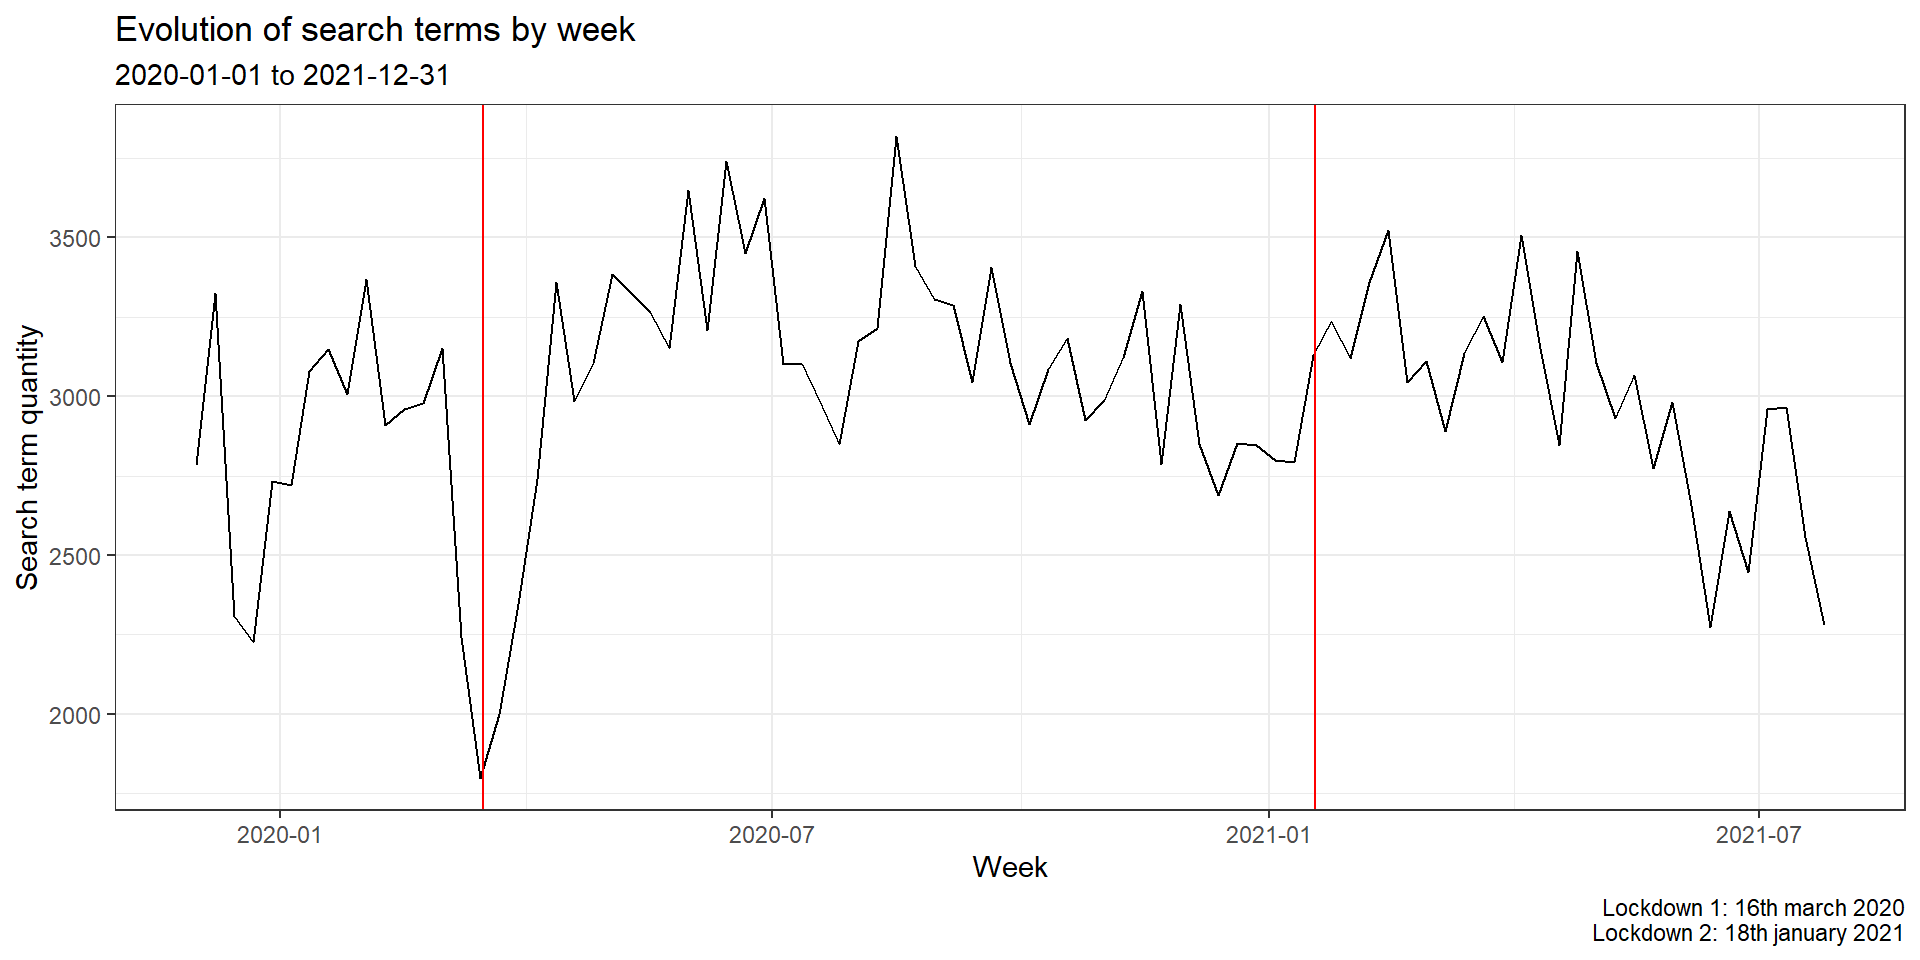 Evolution of search terms by week
2020-01-01 to 2021-12-31
Search term quantity
3500
3000
2500
2000
2020-01
2020-07
2021-01
2021-07
Week
Lockdown 1: 16th march 2020
Lockdown 2: 18th january 2021